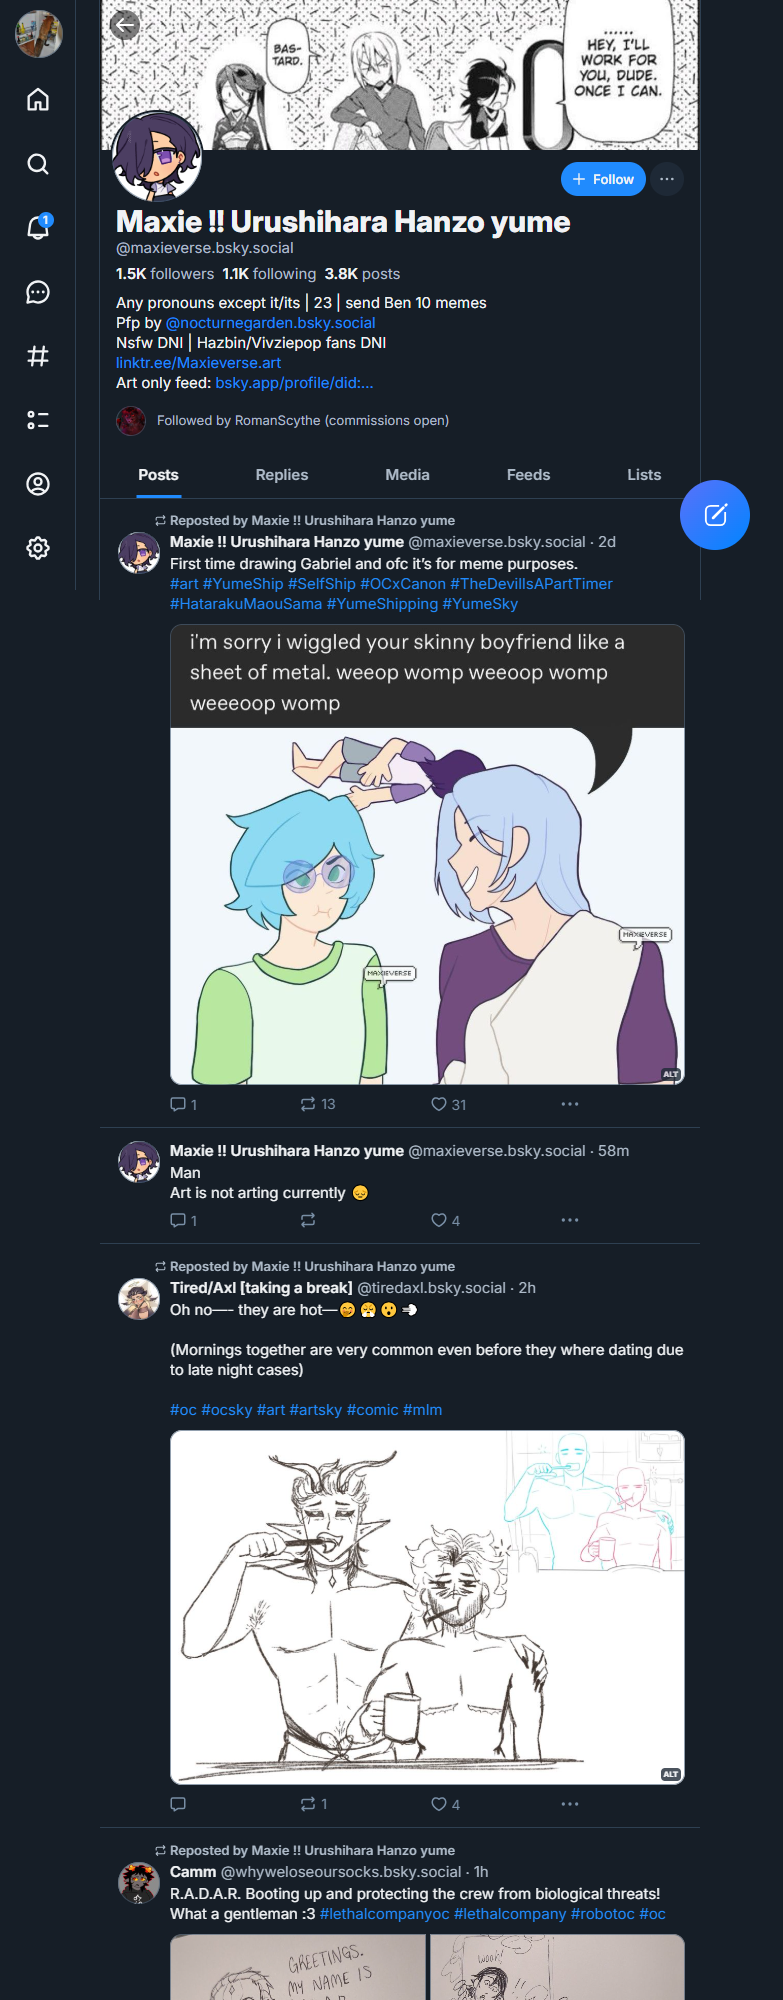 BAS-
TARD.
......
HEY, I'LL
WORK FOR
YOU, DUDE.
ONCE I CAN.
+ Follow
Maxie !! Urushihara Hanzo yume
@maxieverse.bsky.social
1.5K followers 1.1K following 3.8K posts
Any pronouns except it/its | 23 | send Ben 10 memes
Pfp by @nocturnegarden.bsky.social
Nsfw DNI | Hazbin/Vivziepop fans DNI
linktr.ee/Maxieverse.art
Art only feed: bsky.app/profile/did:...
Followed by RomanScythe (commissions open)
Posts Replies Media Feeds Lists
1
Reposted by Maxie !! Urushihara Hanzo yume
Maxie !! Urushihara Hanzo yume @maxieverse.bsky.social · 2d
First time drawing Gabriel and ofc it's for meme purposes.
#art #YumeShip #SelfShip #OCxCanon #TheDevilIsAPartTimer
#HatarakuMaouSama #YumeShipping #YumeSky
i'm sorry i wiggled your skinny boyfriend like a
sheet of metal. weeop womp weeoop womp
weeeoop womp
MAXIEVERSE
MAXIEVERSE
ALT
1 13 31
Maxie !! Urushihara Hanzo yume @maxieverse.bsky.social · 58m
Man
Art is not arting currently 😔
1 4
Reposted by Maxie !! Urushihara Hanzo yume
Tired/Axl [taking a break] @tiredaxl.bsky.social · 2h
Oh no—- they are hot—🤭😤😮💨
(Mornings together are very common even before they where dating due
to late night cases)
#oc #ocsky #art #artsky #comic #mlm
ALT
1 4
Reposted by Maxie !! Urushihara Hanzo yume
Camm @whyweloseoursocks.bsky.social · 1h
R.A.D.A.R. Booting up and protecting the crew from biological threats!
What a gentleman :3 #lethalcompanyoc #lethalcompany #robotoc #oc
GREETINGS.
MY NAME IS